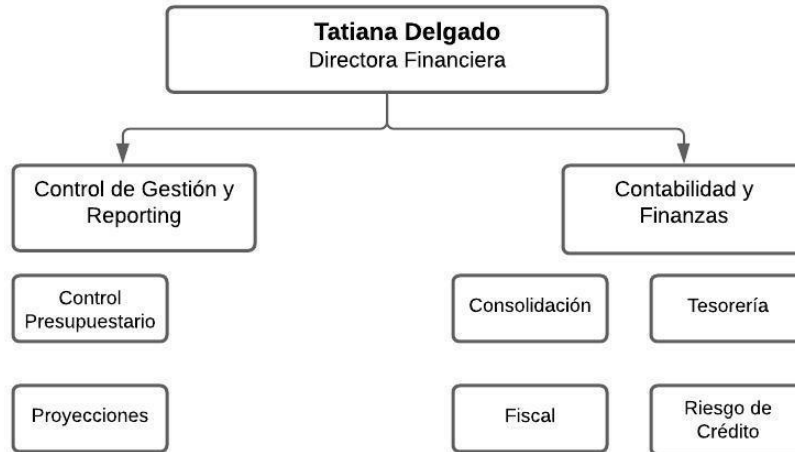 Tatiana Delgado
Directora Financiera
Control de Gestión y
Reporting
Contabilidad y
Finanzas
Control
Presupuestario
Consolidación
Tesorería
Proyecciones
Fiscal
Riesgo de
Crédito